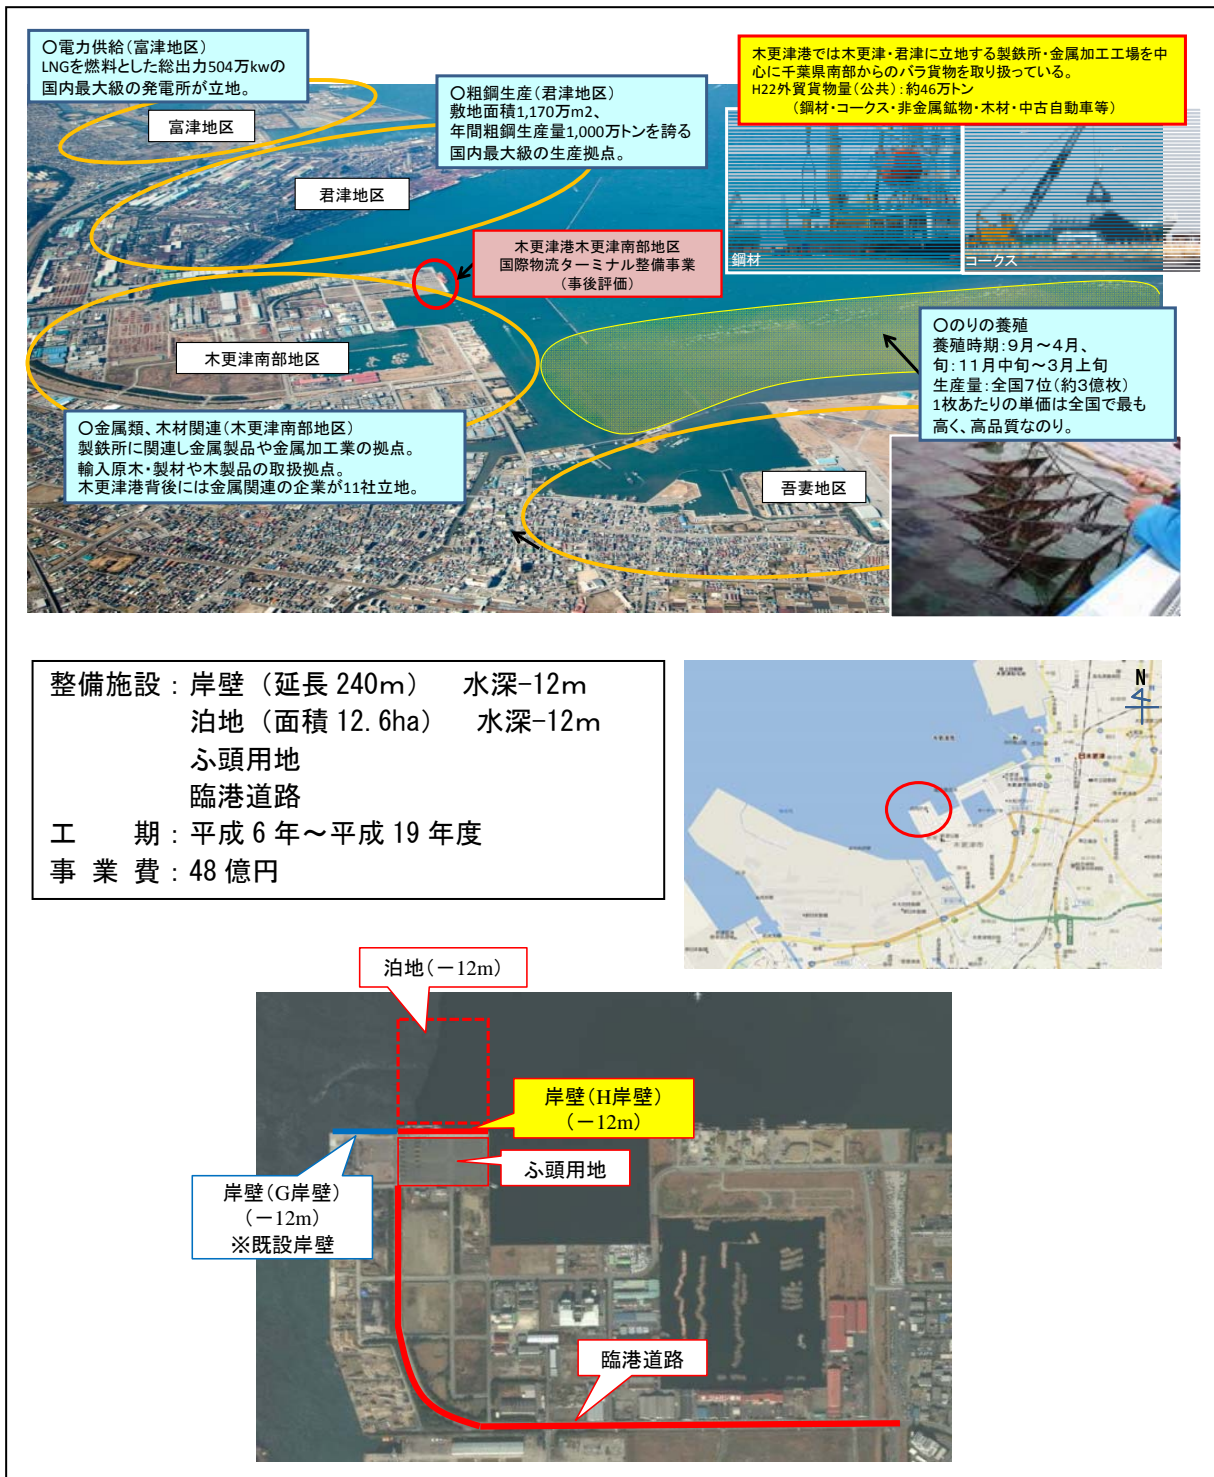 〇電力供給(富津地区)
LNGを燃料とした総出力504万kwの
国内最大級の発電所が立地。
富津地区
〇粗鋼生産(君津地区)
敷地面積1,170万m2、
年間粗鋼生産量1,000万トンを誇る
国内最大級の生産拠点。
君津地区
木更津港では木更津・君津に立地する製鉄所・金属加工工場を中
心に千葉県南部からのバラ貨物を取り扱っている。
H22外貿貨物量(公共):約46万トン
(鋼材・コークス・非金属鉱物・木材・中古自動車等)
鋼材
コークス
木更津港木更津南部地区
国際物流ターミナル整備事業
(事後評価)
木更津南部地区
〇のりの養殖
養殖時期:9月〜4月、
旬:11月中旬〜3月上旬
生産量:全国7位(約3億枚)
1枚あたりの単価は全国で最も
高く、高品質なのり。
〇金属類、木材関連(木更津南部地区)
製鉄所に関連し金属製品や金属加工業の拠点。
輸入原木・製材や木製品の取扱拠点。
木更津港背後には金属関連の企業が11社立地。
吾妻地区
整備施設:岸壁(延長240m) 水深-12m
泊地(面積12.6ha) 水深-12m
ふ頭用地
臨港道路
工 期:平成6年〜平成19年度
事 業 費:48億円
N
泊地(-12m)
岸壁(H岸壁)
(-12m)
ふ頭用地
岸壁(G岸壁)
(-12m)
※既設岸壁
臨港道路